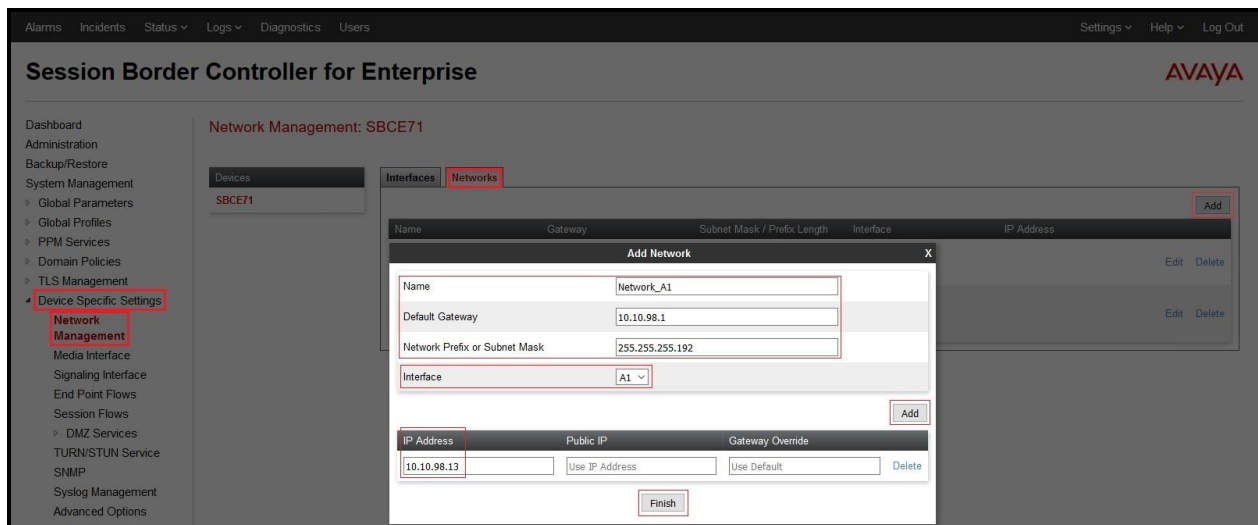 Alarms Incidents Status Logs Diagnostics Users Settings Help Log Out
Session Border Controller for Enterprise
AVAYA
Dashboard
Administration
Backup/Restore
System Management
Global Parameters
Global Profiles
PPM Services
Domain Policies
TLS Management
Device Specific Settings
Network
Management
Media Interface
Signaling Interface
End Point Flows
Session Flows
DMZ Services
TURN/STUN Service
SNMP
Syslog Management
Advanced Options
Network Management: SBCE71
Devices
SBCE71
Interfaces Networks
Add
Name Gateway Subnet Mask / Prefix Length Interface IP Address
Edit Delete
Edit Delete
Add Network X
Name Network_A1
Default Gateway 10.10.98.1
Network Prefix or Subnet Mask 255.255.255.192
Interface A1
Add
IP Address Public IP Gateway Override
10.10.98.13 Use IP Address Use Default Delete
Finish